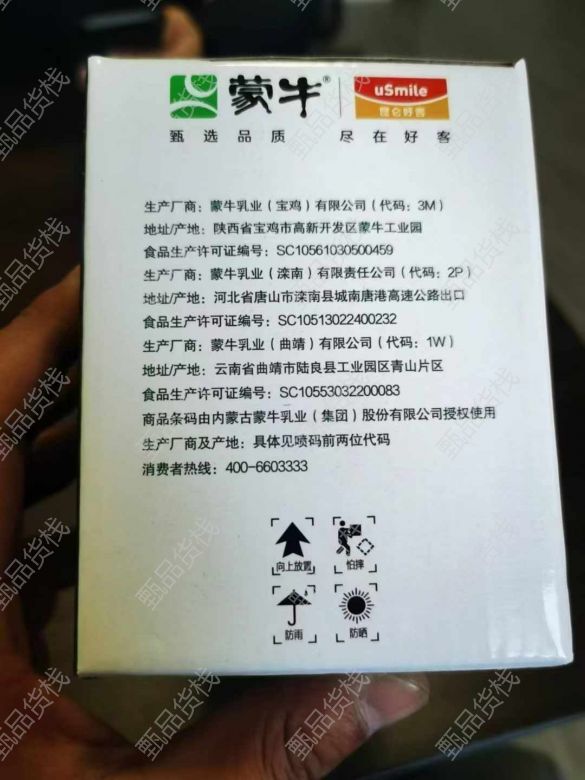 蒙牛®
uSmile
昆仑好客
甄选品质 尽在好客
生产厂商：蒙牛乳业（宝鸡）有限公司（代码：3M）
地址/产地：陕西省宝鸡市高新开发区蒙牛工业园
食品生产许可证编号：SC10561030500459
生产厂商：蒙牛乳业（滦南）有限责任公司（代码：2P）
地址/产地：河北省唐山市滦南县城南唐港高速公路出口
食品生产许可证编号：SC10513022400232
生产厂商：蒙牛乳业（曲靖）有限公司（代码：1W）
地址/产地：云南省曲靖市陆良县工业园区青山片区
食品生产许可证编号：SC10553032200083
商品条码由内蒙古蒙牛乳业（集团）股份有限公司授权使用
生产厂商及产地：具体见喷码前两位代码
消费者热线：400-6603333
向上放置 怕摔
防雨 防晒
甄品货栈